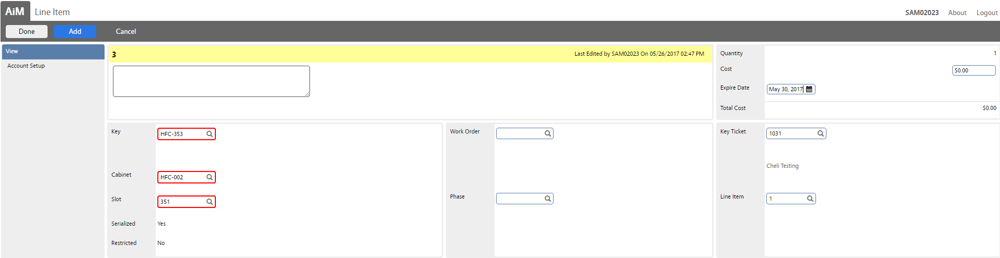 AiM Line Item
SAM02023 About Logout
Done Add Cancel
View
Account Setup
3 Last Edited by SAM02023 On 05/26/2017 02:47 PM
Quantity 1
Cost $0.00
Expire Date May 30, 2017
Total Cost $0.00
Key HFC-353
Cabinet HFC-002
Slot 351
Serialized Yes
Restricted No
Work Order
Phase
Key Ticket 1031
Cheli Testing
Line Item 1